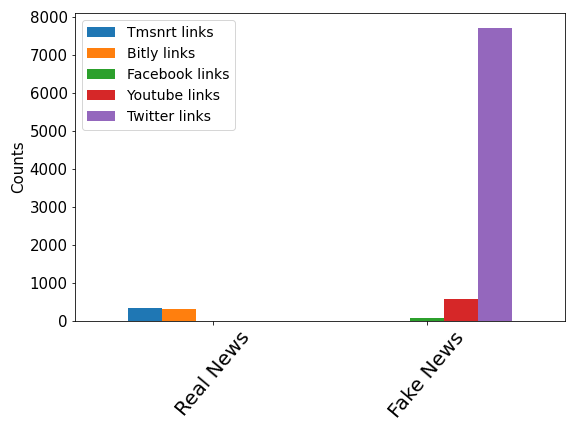 8000
7000
6000
5000
4000
3000
2000
1000
0
Counts
Tmsnrt links
Bitly links
Facebook links
Youtube links
Twitter links
Real News
Fake News